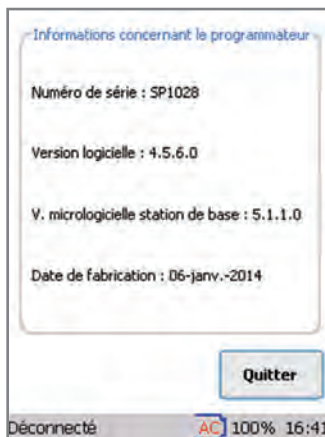 Informations concernant le programmateur
Numéro de série : SP1028
Version logicielle : 4.5.6.0
V. micrologicielle station de base : 5.1.1.0
Date de fabrication : 06-janv.-2014
Quitter
Déconnecté AC 100% 16:41